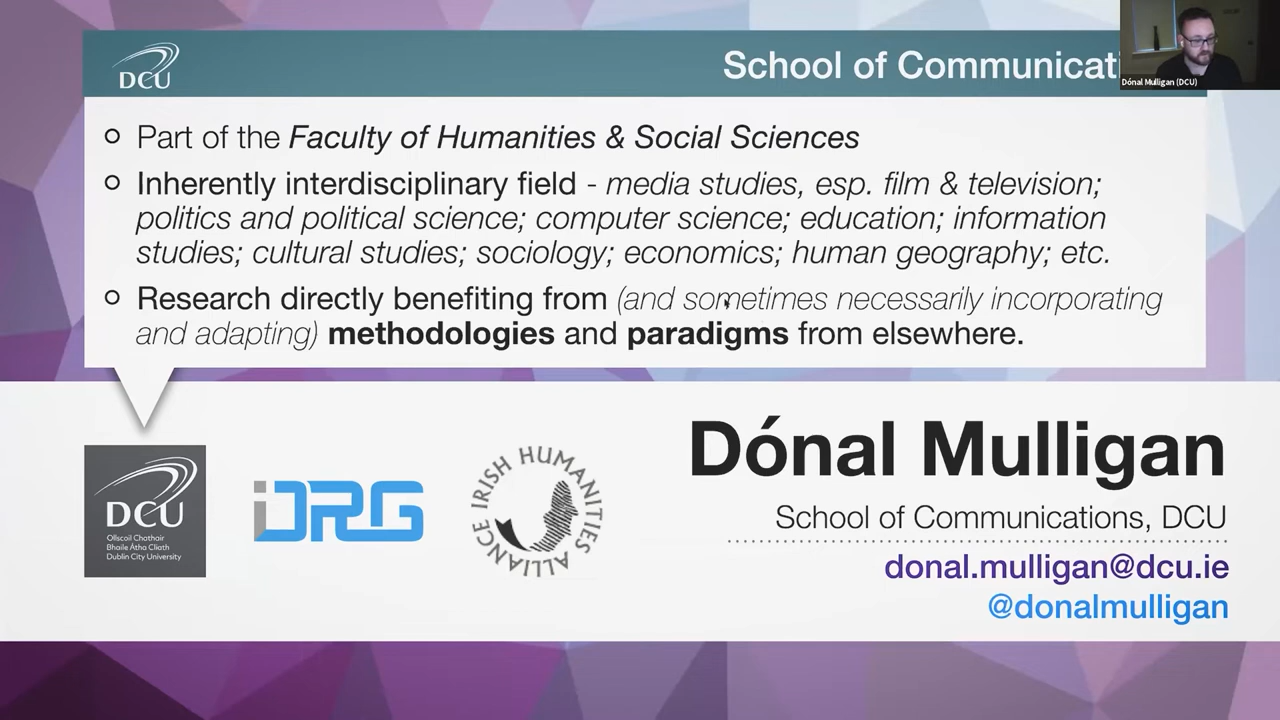 DCU
School of Communicati
Dónal Mulligan (DCU)
Part of the Faculty of Humanities & Social Sciences
Inherently interdisciplinary field - media studies, esp. film & television;
politics and political science; computer science; education; information
studies; cultural studies; sociology; economics; human geography; etc.
Research directly benefiting from (and sometimes necessarily incorporating
and adapting) methodologies and paradigms from elsewhere.
DCU
Ollscoil Chathair
Bhaile Átha Cliath
Dublin City University
iDRG
IRISH HUMANITIES ALLIANCE
Dónal Mulligan
School of Communications, DCU
donal.mulligan@dcu.ie
@donalmulligan